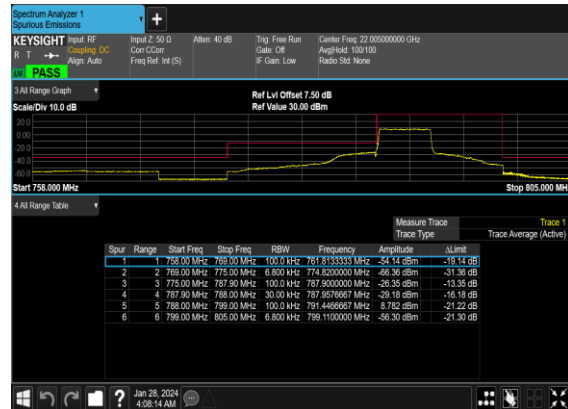 Spectrum Analyzer 1
Spurious Emissions
KEYSIGHT Input: RF Input Z: 50 Ω Atten: 40 dB Trig: Free Run Center Freq: 22.005000000 GHz
R T Coupling: DC Corr CCorr Gate: Off Avg|Hold: 100/100
Align: Auto Freq Ref: Int (S) IF Gain: Low Radio Std: None
PASS
3 All Range Graph
Ref Lvl Offset 7.50 dB
Scale/Div 10.0 dB Ref Value 30.00 dBm
20.0
0.00
-20.0
-40.0
-60.0
Start 758.000 MHz Stop 805.000 MH
4 All Range Table
Measure Trace Trace 1
Trace Type Trace Average (Active)
Spur Range Start Freq Stop Freq RBW Frequency Amplitude ΔLimit
1 1 758.00 MHz 769.00 MHz 100.0 kHz 761.8133333 MHz -54.14 dBm -19.14 dB
2 2 769.00 MHz 775.00 MHz 6.800 kHz 774.8200000 MHz -66.36 dBm -31.36 dB
3 3 775.00 MHz 787.90 MHz 100.0 kHz 787.9000000 MHz -26.35 dBm -13.35 dB
4 4 787.90 MHz 788.00 MHz 30.00 kHz 787.9576667 MHz -29.18 dBm -16.18 dB
5 5 788.00 MHz 799.00 MHz 100.0 kHz 791.4466667 MHz 8.782 dBm -21.22 dB
6 6 799.00 MHz 805.00 MHz 6.800 kHz 799.1100000 MHz -56.30 dBm -21.30 dB
? Jan 28, 2024
4:08:14 AM